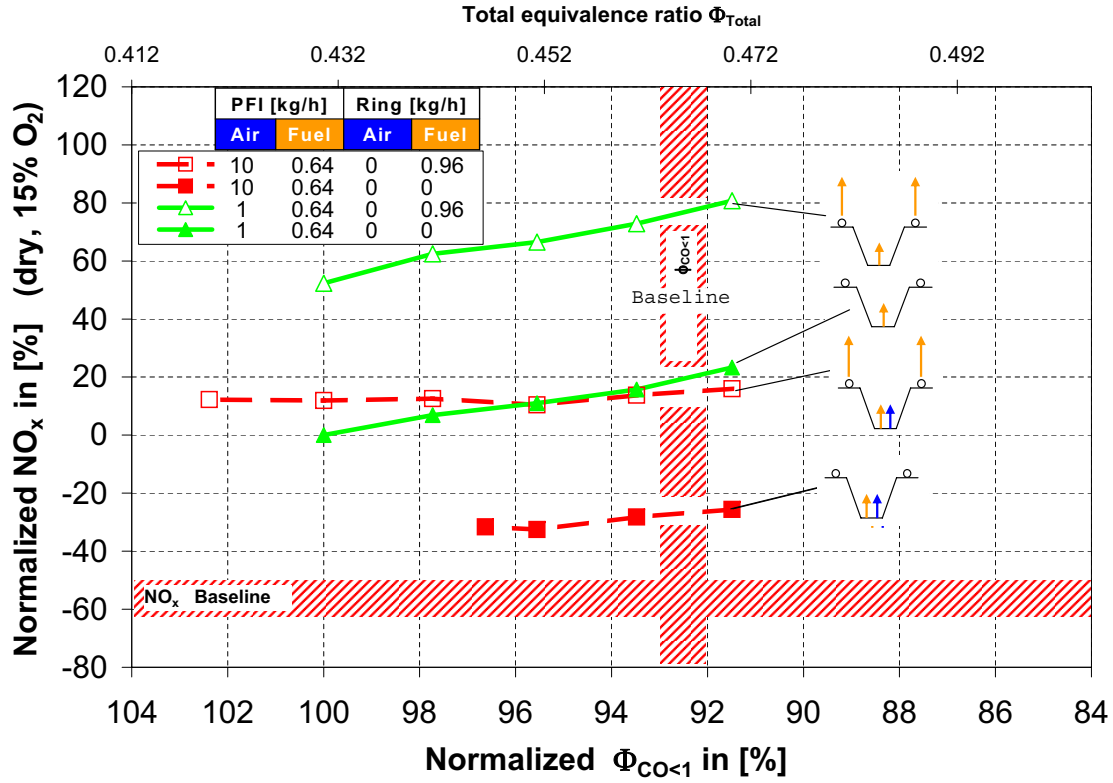 Total equivalence ratio ΦTotal
0.412 0.432 0.452 0.472 0.492
Normalized NOx in [%] (dry, 15% O2)
120
100
80
60
40
20
0
-20
-40
-60
-80
PFI [kg/h] Ring [kg/h]
Air Fuel Air Fuel
10 0.64 0 0.96
10 0.64 0 0
1 0.64 0 0.96
1 0.64 0 0
ϕCO<1
Baseline
NOx Baseline
104 102 100 98 96 94 92 90 88 86 84
Normalized ΦCO<1 in [%]